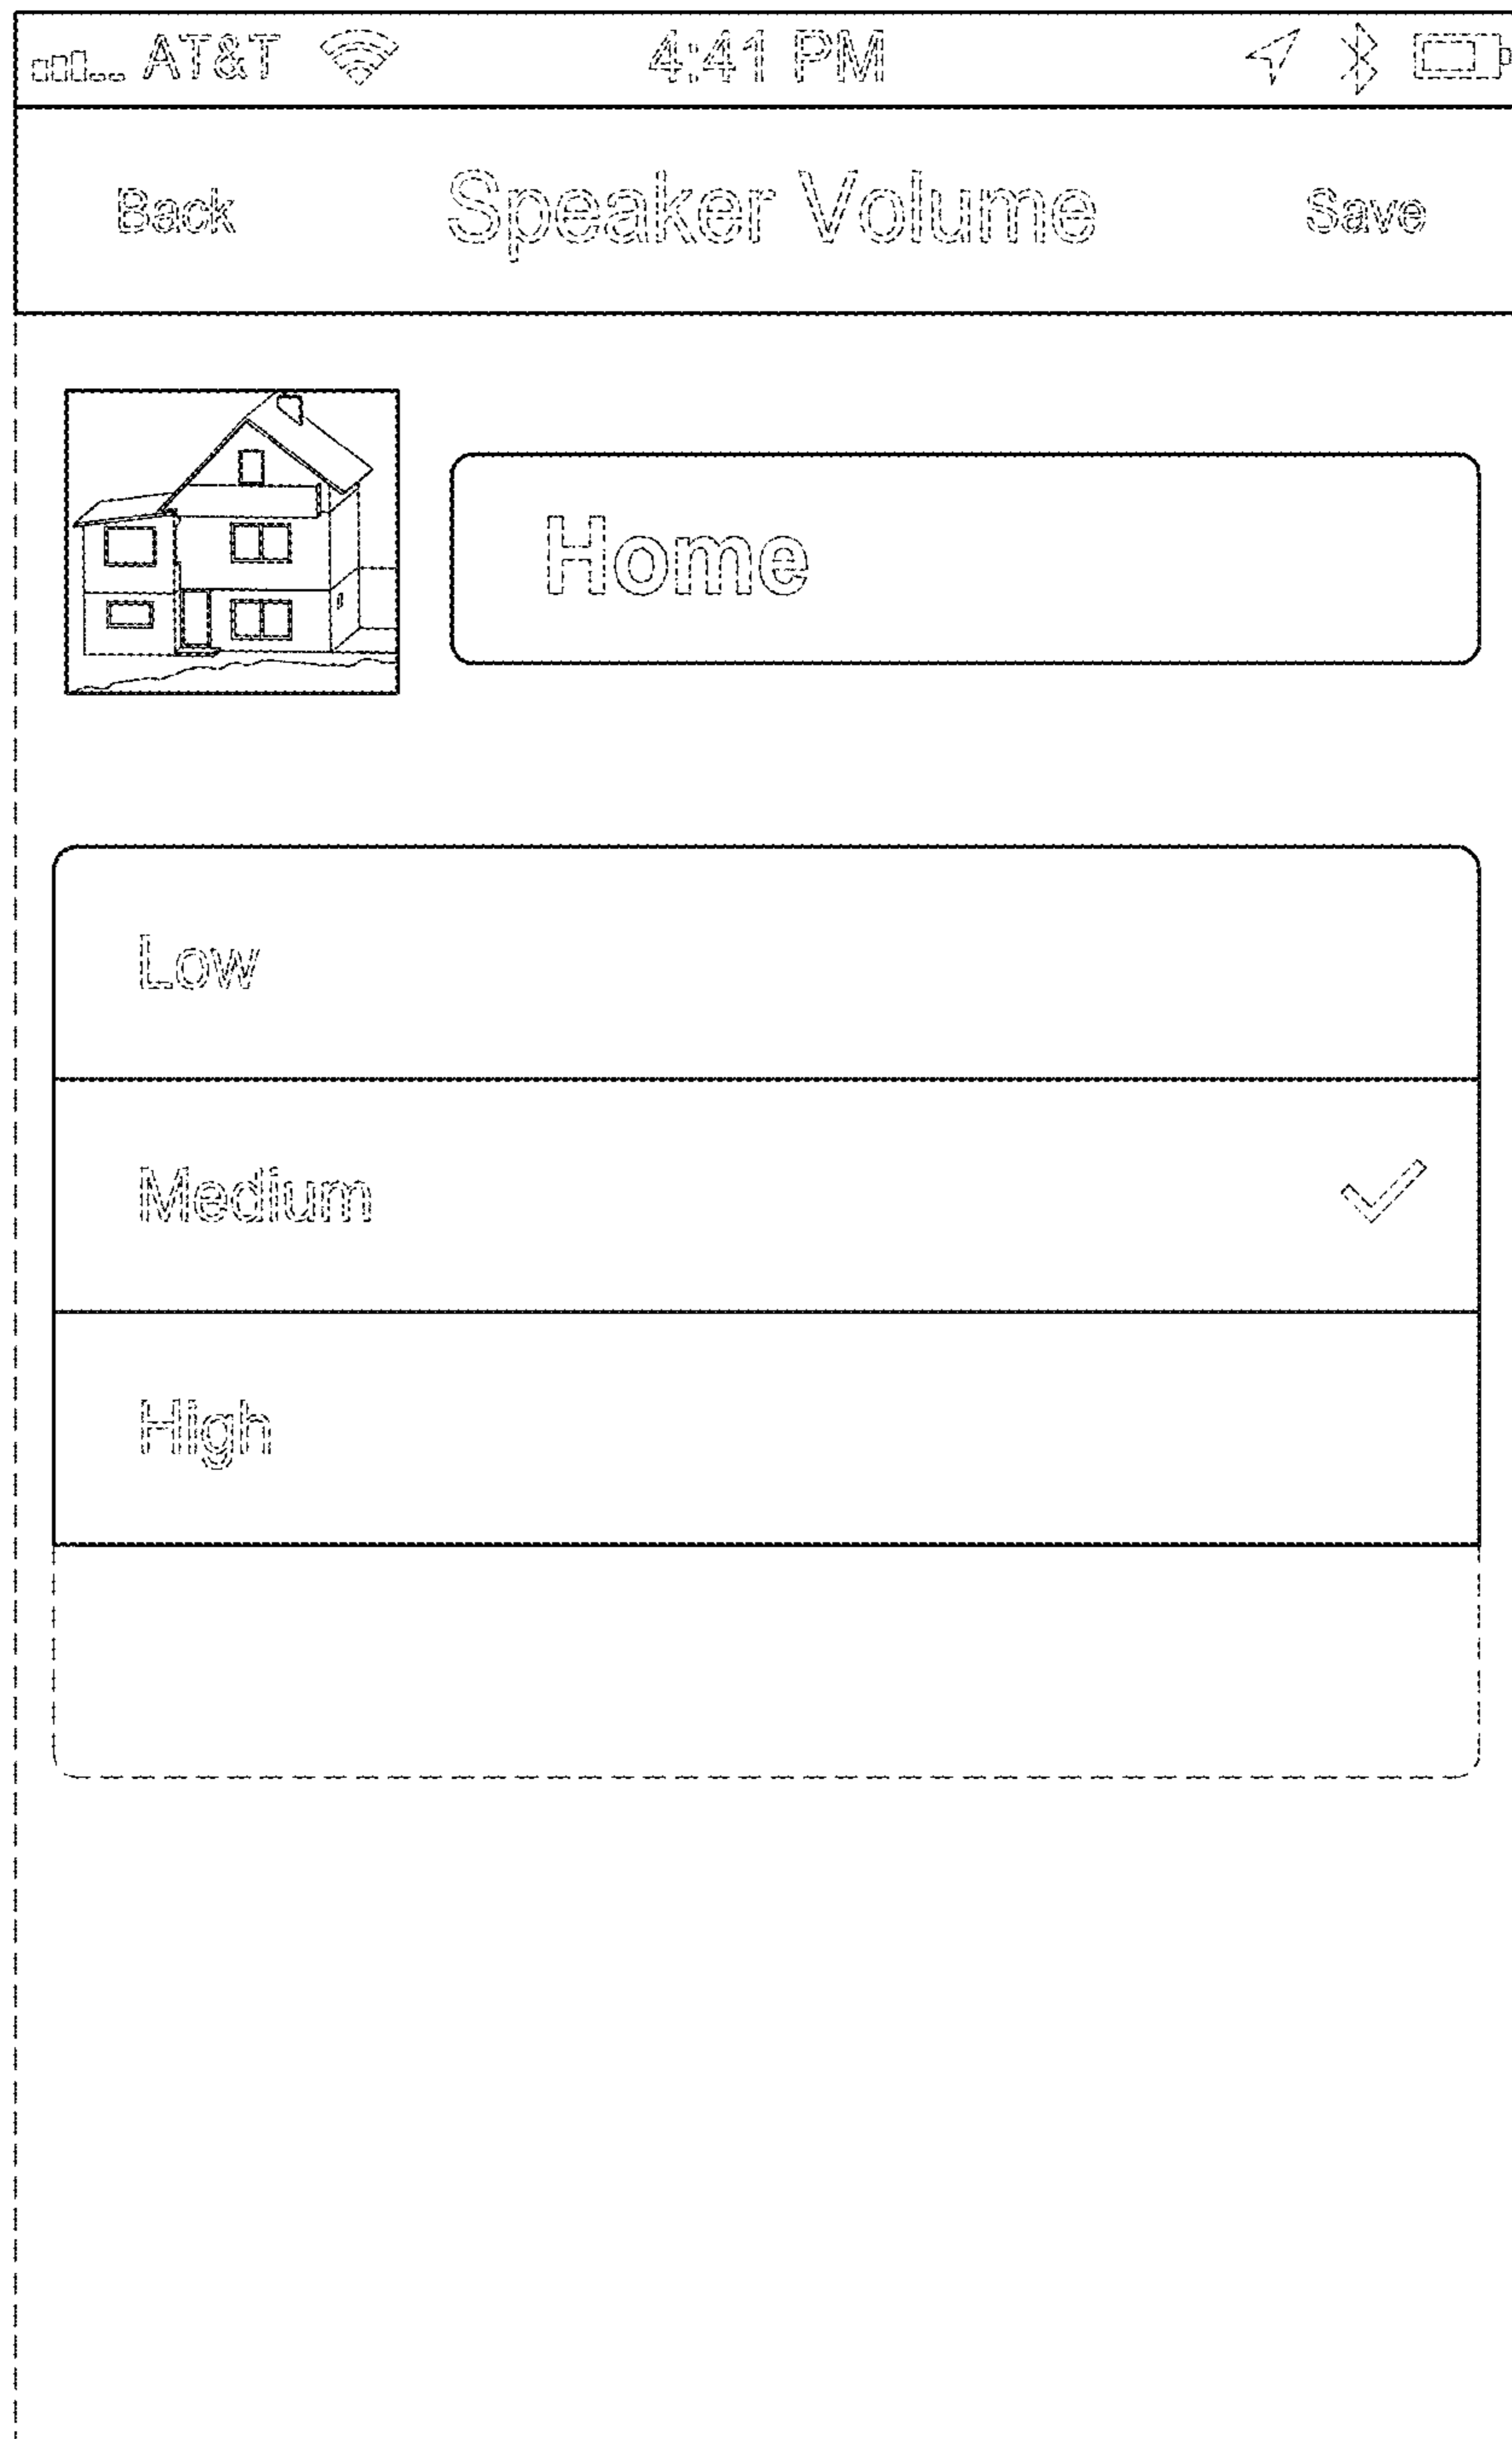 AT&T 4:41 PM
Back Speaker Volume Save
Home
Low
Medium
High